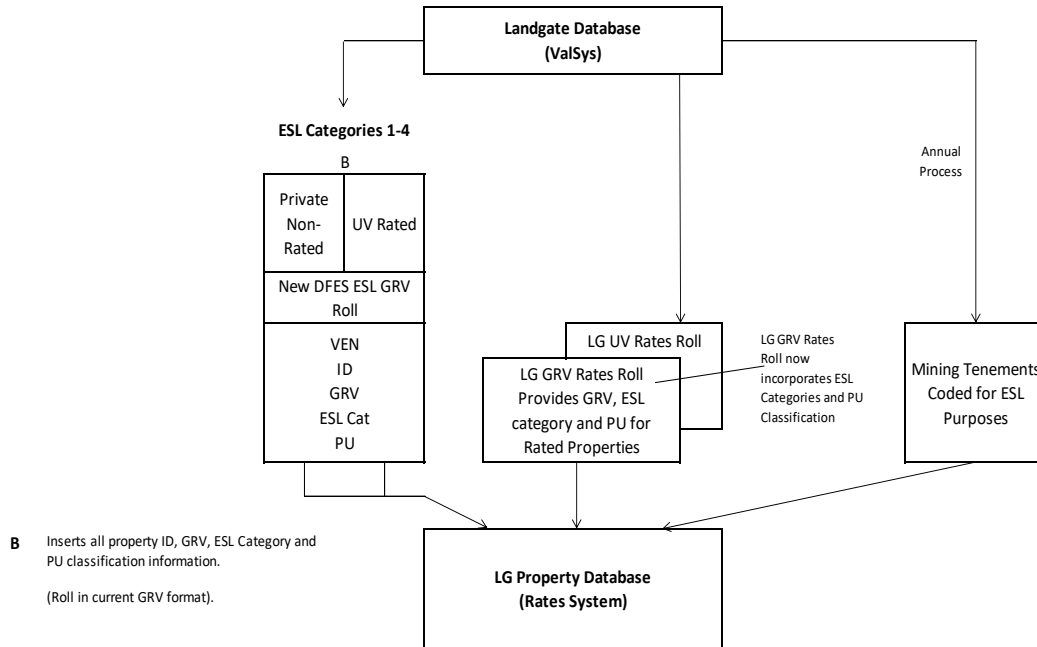 Landgate Database
(ValSys)
ESL Categories 1-4
B
Private
Non-
Rated
UV Rated
New DFES ESL GRV
Roll
VEN
ID
GRV
ESL Cat
PU
Annual
Process
LG UV Rates Roll
LG GRV Rates Roll
Provides GRV, ESL
category and PU for
Rated Properties
LG GRV Rates
Roll now
incorporates ESL
Categories and PU
Classification
Mining Tenements
Coded for ESL
Purposes
B Inserts all property ID, GRV, ESL Category and
PU classification information.
(Roll in current GRV format).
LG Property Database
(Rates System)